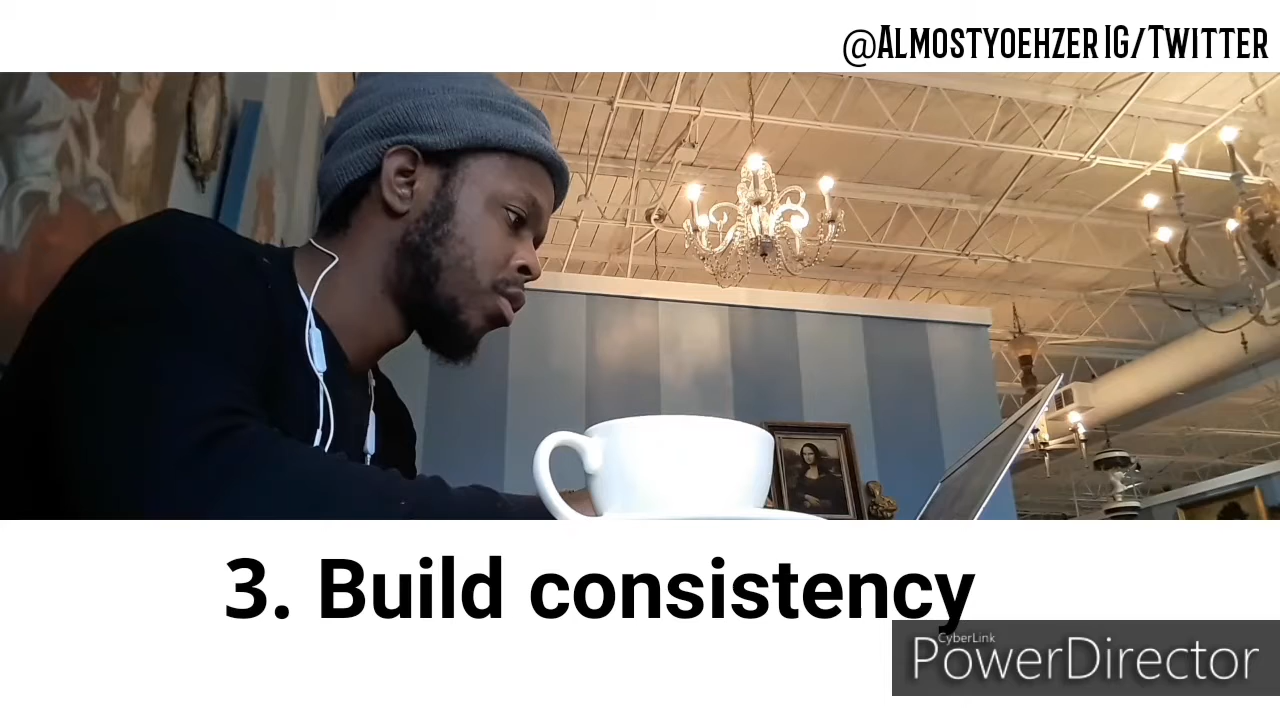 @Almostyoehzer IG/Twitter
3. Build consistency
CyberLink
PowerDirector